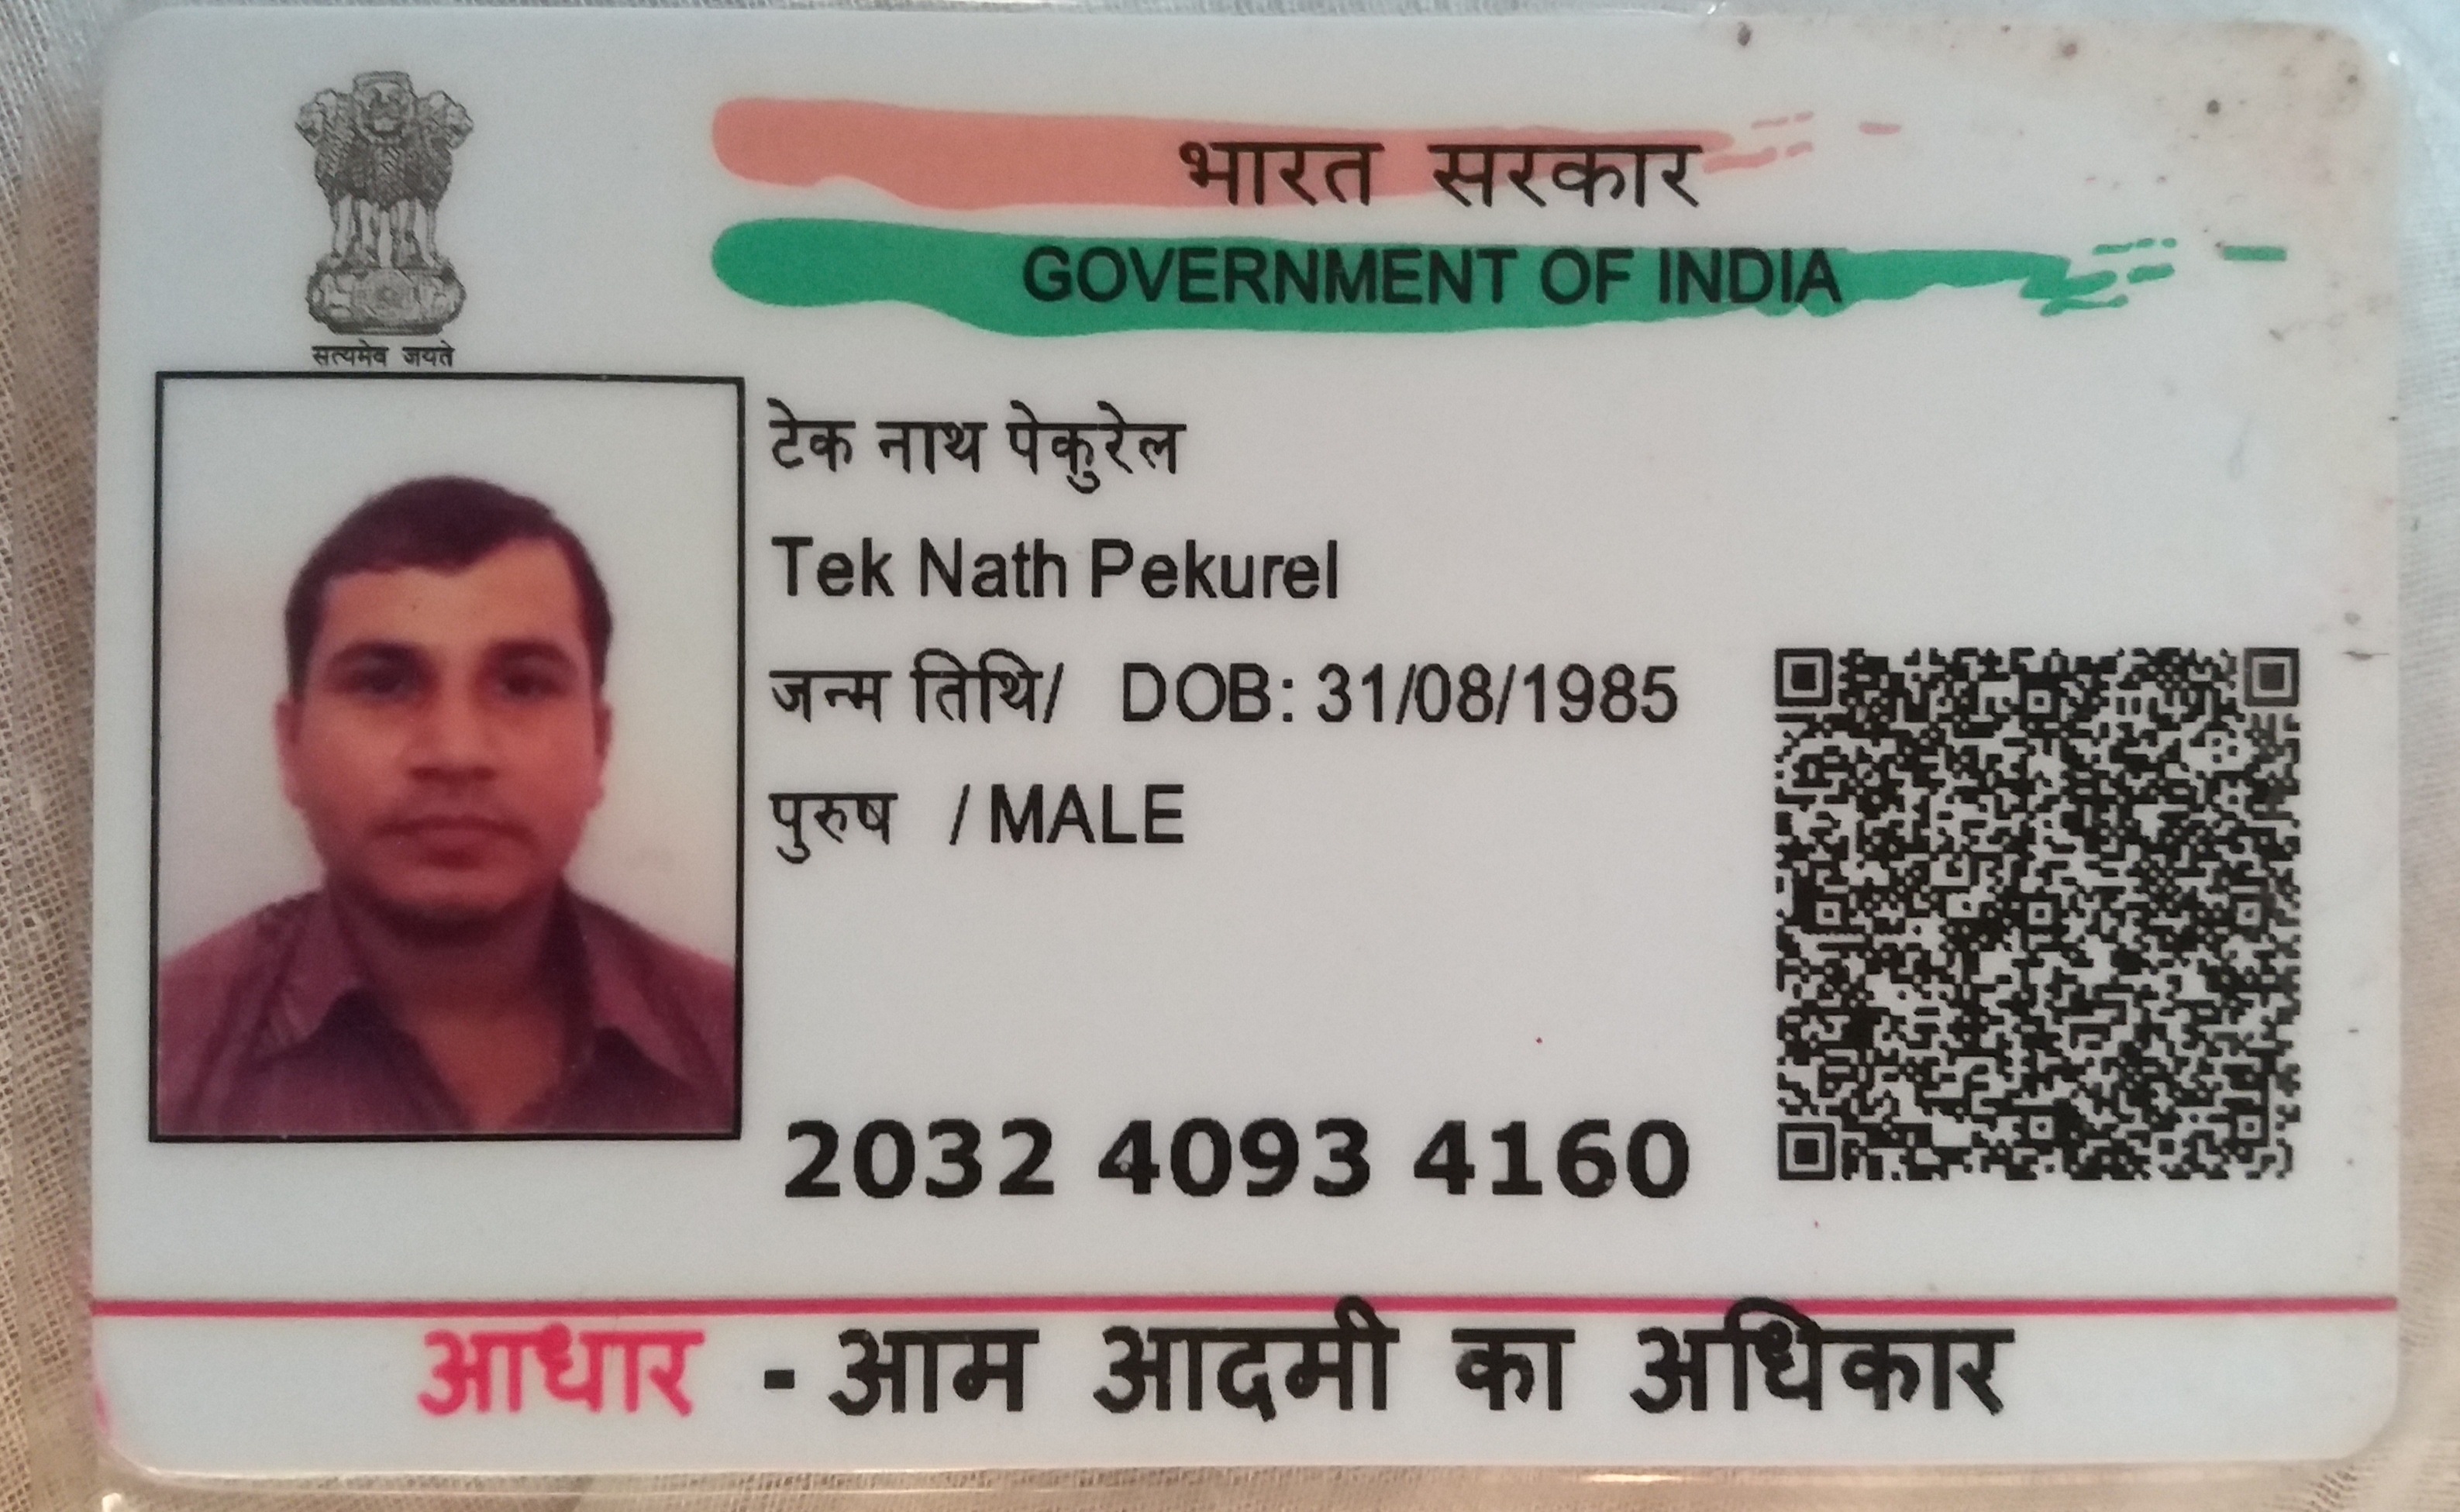 भारत सरकार
GOVERNMENT OF INDIA
सत्यमेव जयते
टेक नाथ पेकुरेल
Tek Nath Pekurel
जन्म तिथि/ DOB: 31/08/1985
पुरुष / MALE
2032 4093 4160
आधार - आम आदमी का अधिकार